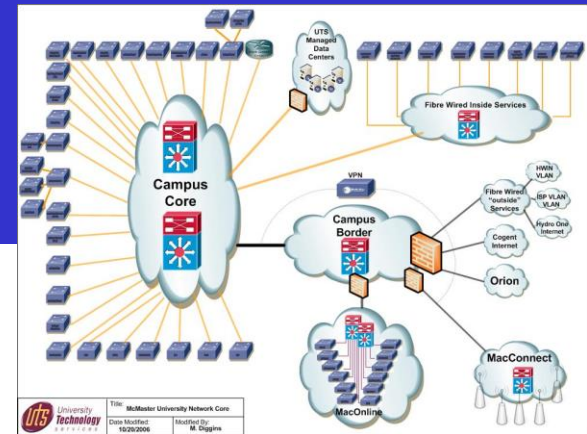 UTS
Managed
Data
Centers
Fibre Wired Inside Services
Campus
Core
VPN
Campus
Border
Fibre Wired
"outside"
Services
HWIN
VLAN
IBP VLAN
VLAN
Hydro One
Internet
Cogent
Internet
Orion
MacOnline
MacConnect
uts
University
Technology
services
Title:
McMaster University Network Core
Date Modified:
10/20/2006
Modified By:
M. Diggins